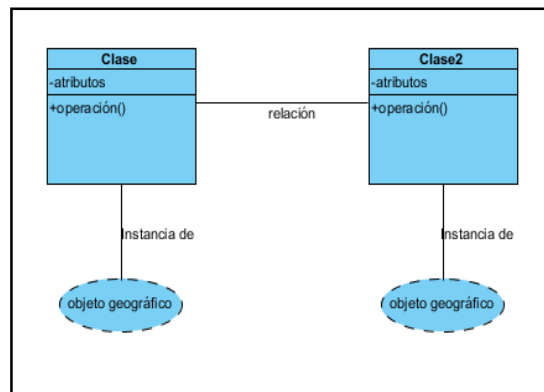 Clase
-atributos
+operación()
relación
Clase2
-atributos
+operación()
Instancia de
Instancia de
objeto geográfico
objeto geográfico